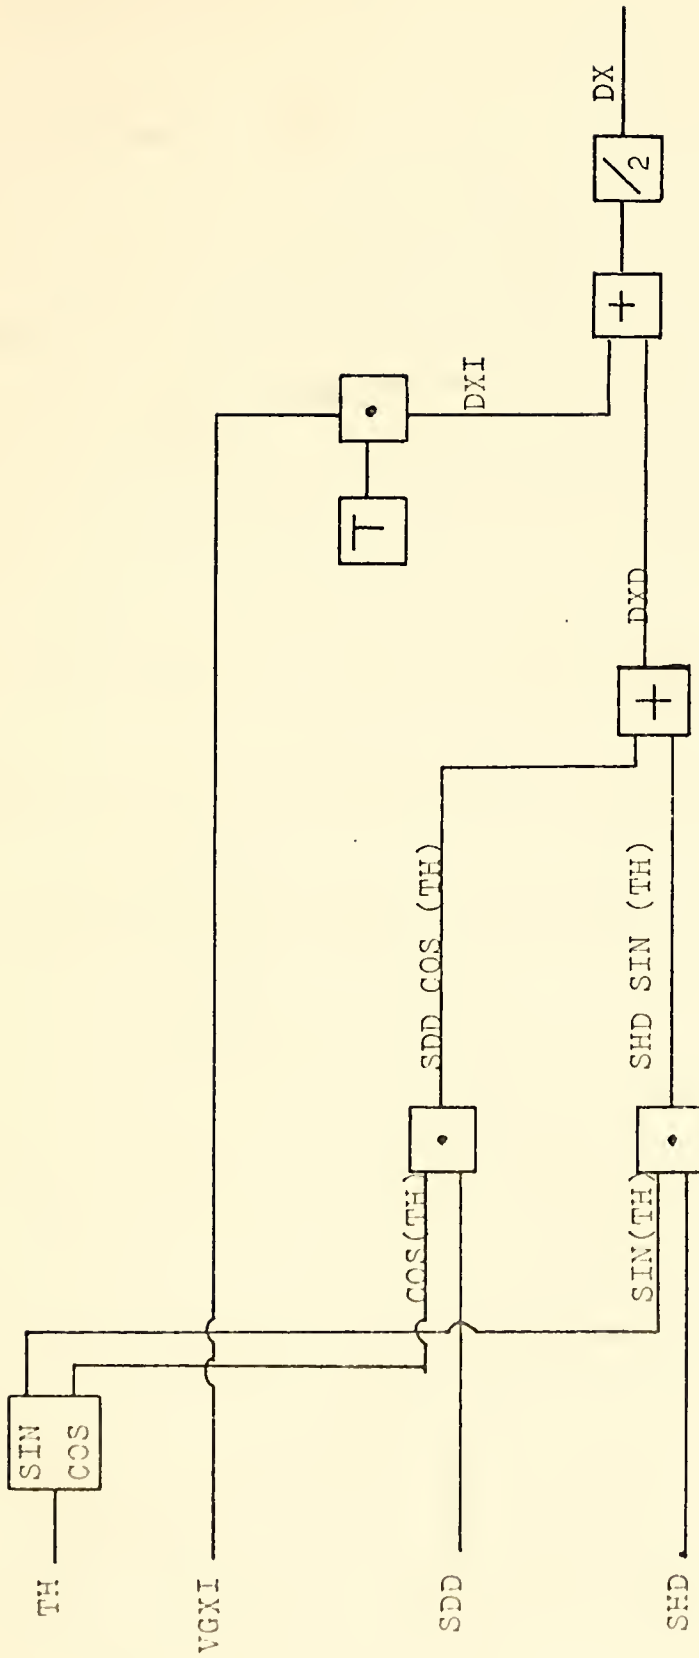 TH
SIN
COS
VGXI
SDD
SHD
COS(TH)
SIN(TH)
SDD COS (TH)
SHD SIN (TH)
DXD
T
DXI
/2
DX